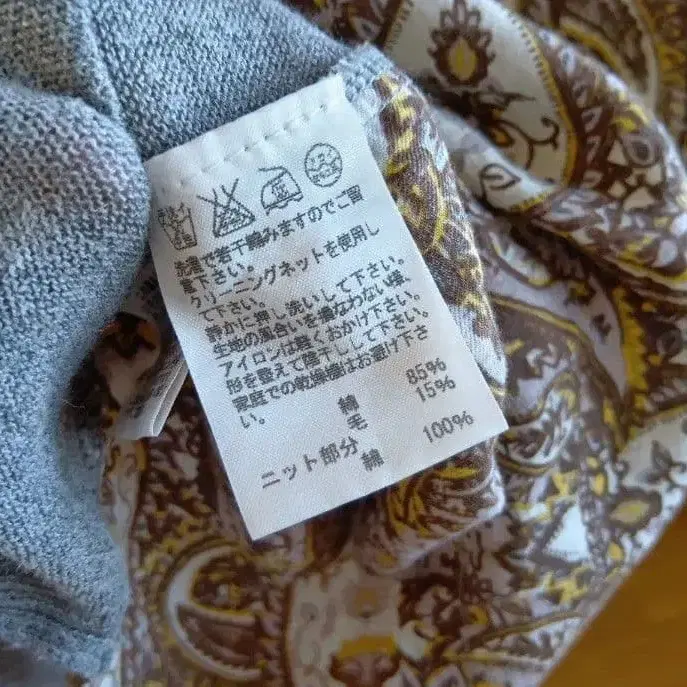 洗濯で若干縮みますのでご留
意下さい。
クリーニングネットを使用し
て下さい。
静かに押し洗いして下さい。
生地の風合いを損なわない様、
アイロンは軽くおかけ下さい。
形を整えて陰干しして下さい。
家庭での乾燥機はお避け下さ
い。
綿 85%
毛 15%
ニット部分
綿 100%